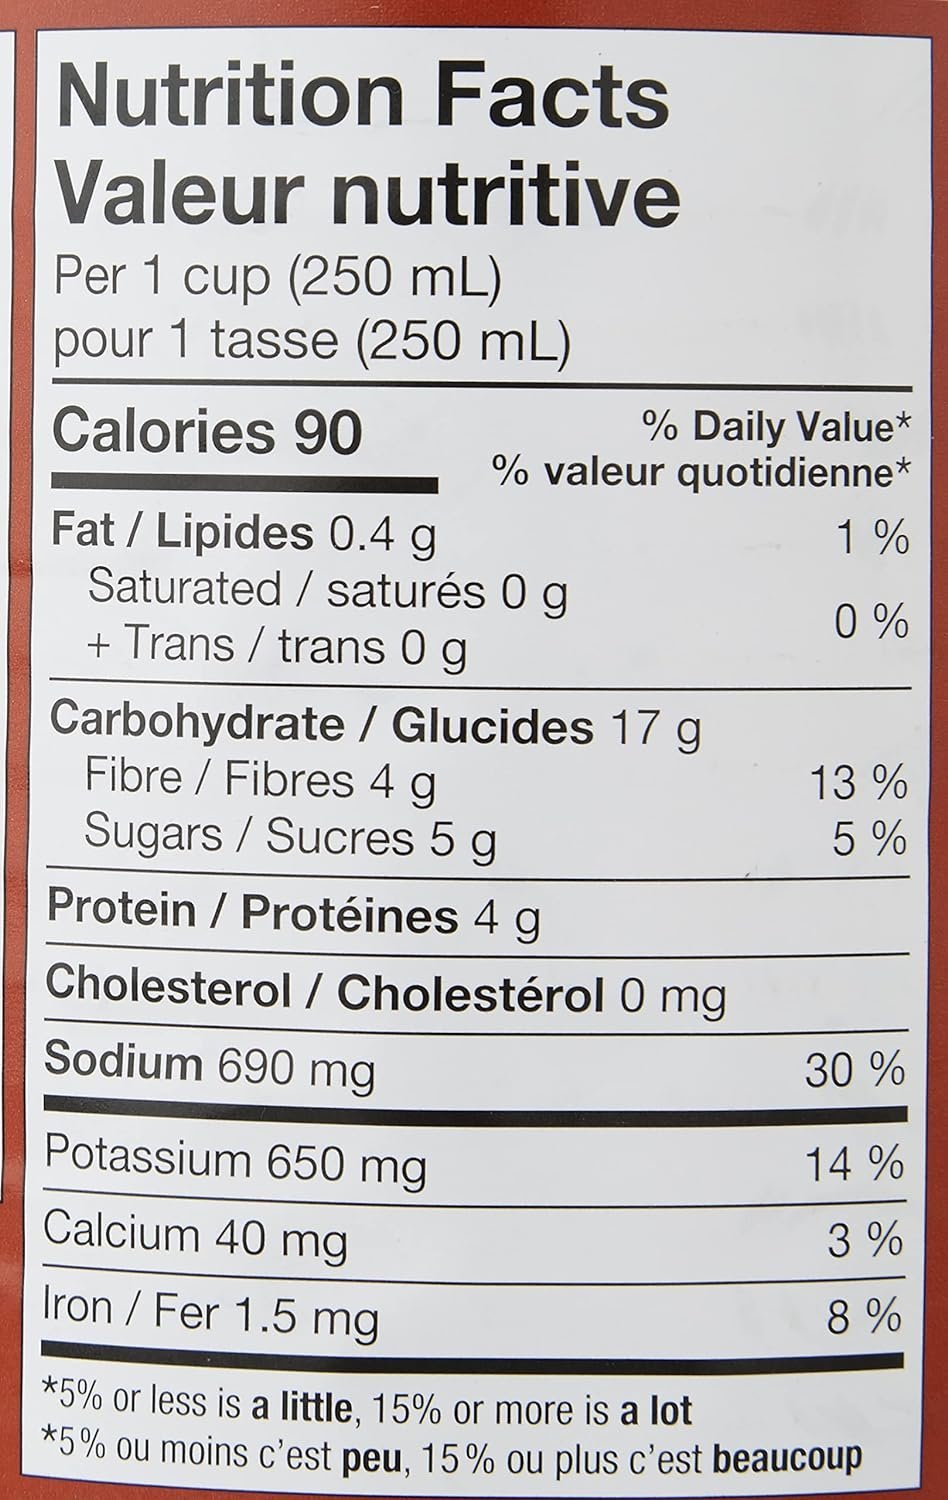 Nutrition Facts
Valeur nutritive
Per 1 cup (250 mL)
pour 1 tasse (250 mL)
Calories 90
% Daily Value*
% valeur quotidienne*
Fat / Lipides 0.4 g 1 %
Saturated / saturés 0 g
+ Trans / trans 0 g
0 %
Carbohydrate / Glucides 17 g
Fibre / Fibres 4 g 13 %
Sugars / Sucres 5 g 5 %
Protein / Protéines 4 g
Cholesterol / Cholestérol 0 mg
Sodium 690 mg 30 %
Potassium 650 mg 14 %
Calcium 40 mg 3 %
Iron / Fer 1.5 mg 8 %
*5% or less is a little, 15% or more is a lot
*5% ou moins c'est peu, 15% ou plus c'est beaucoup